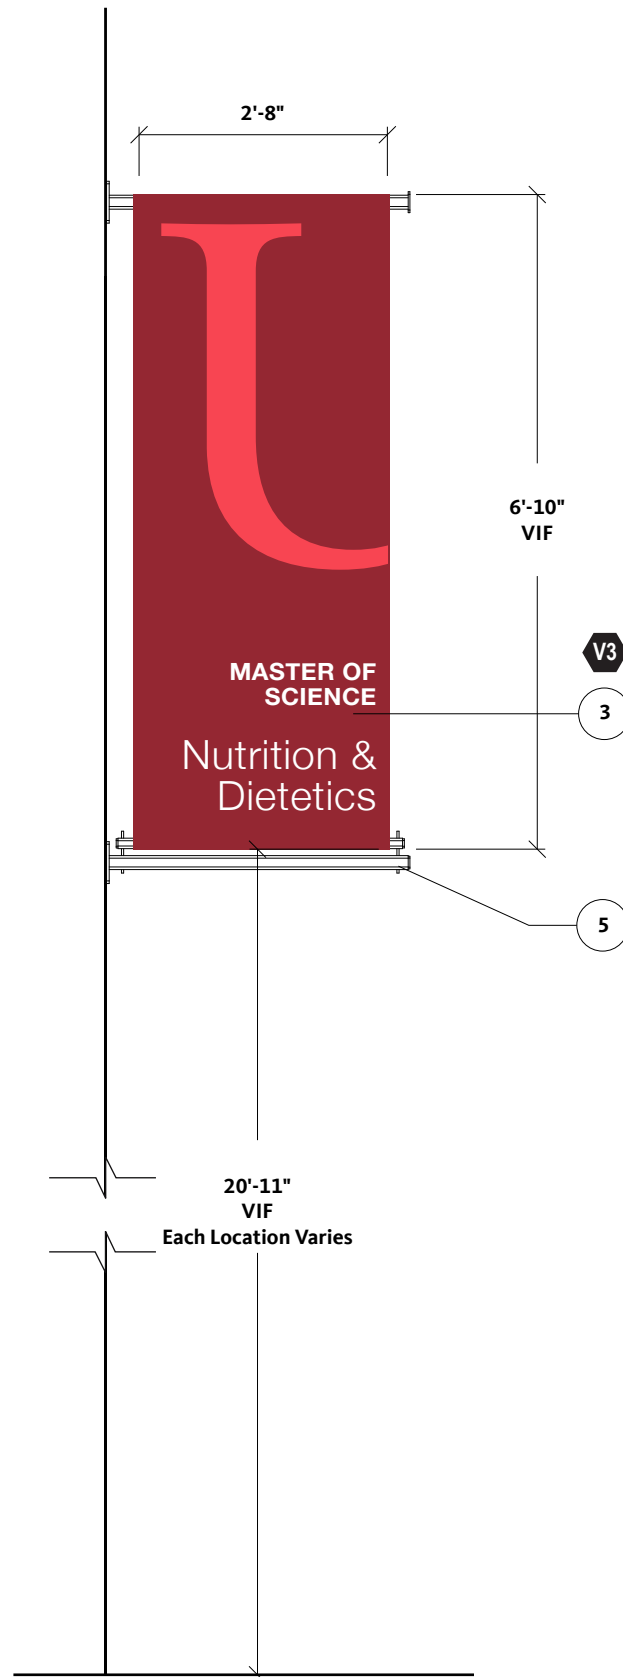 2'-8"
6'-10"
VIF
V3
MASTER OF
SCIENCE
3
Nutrition &
Dietetics
5
20'-11"
VIF
Each Location Varies